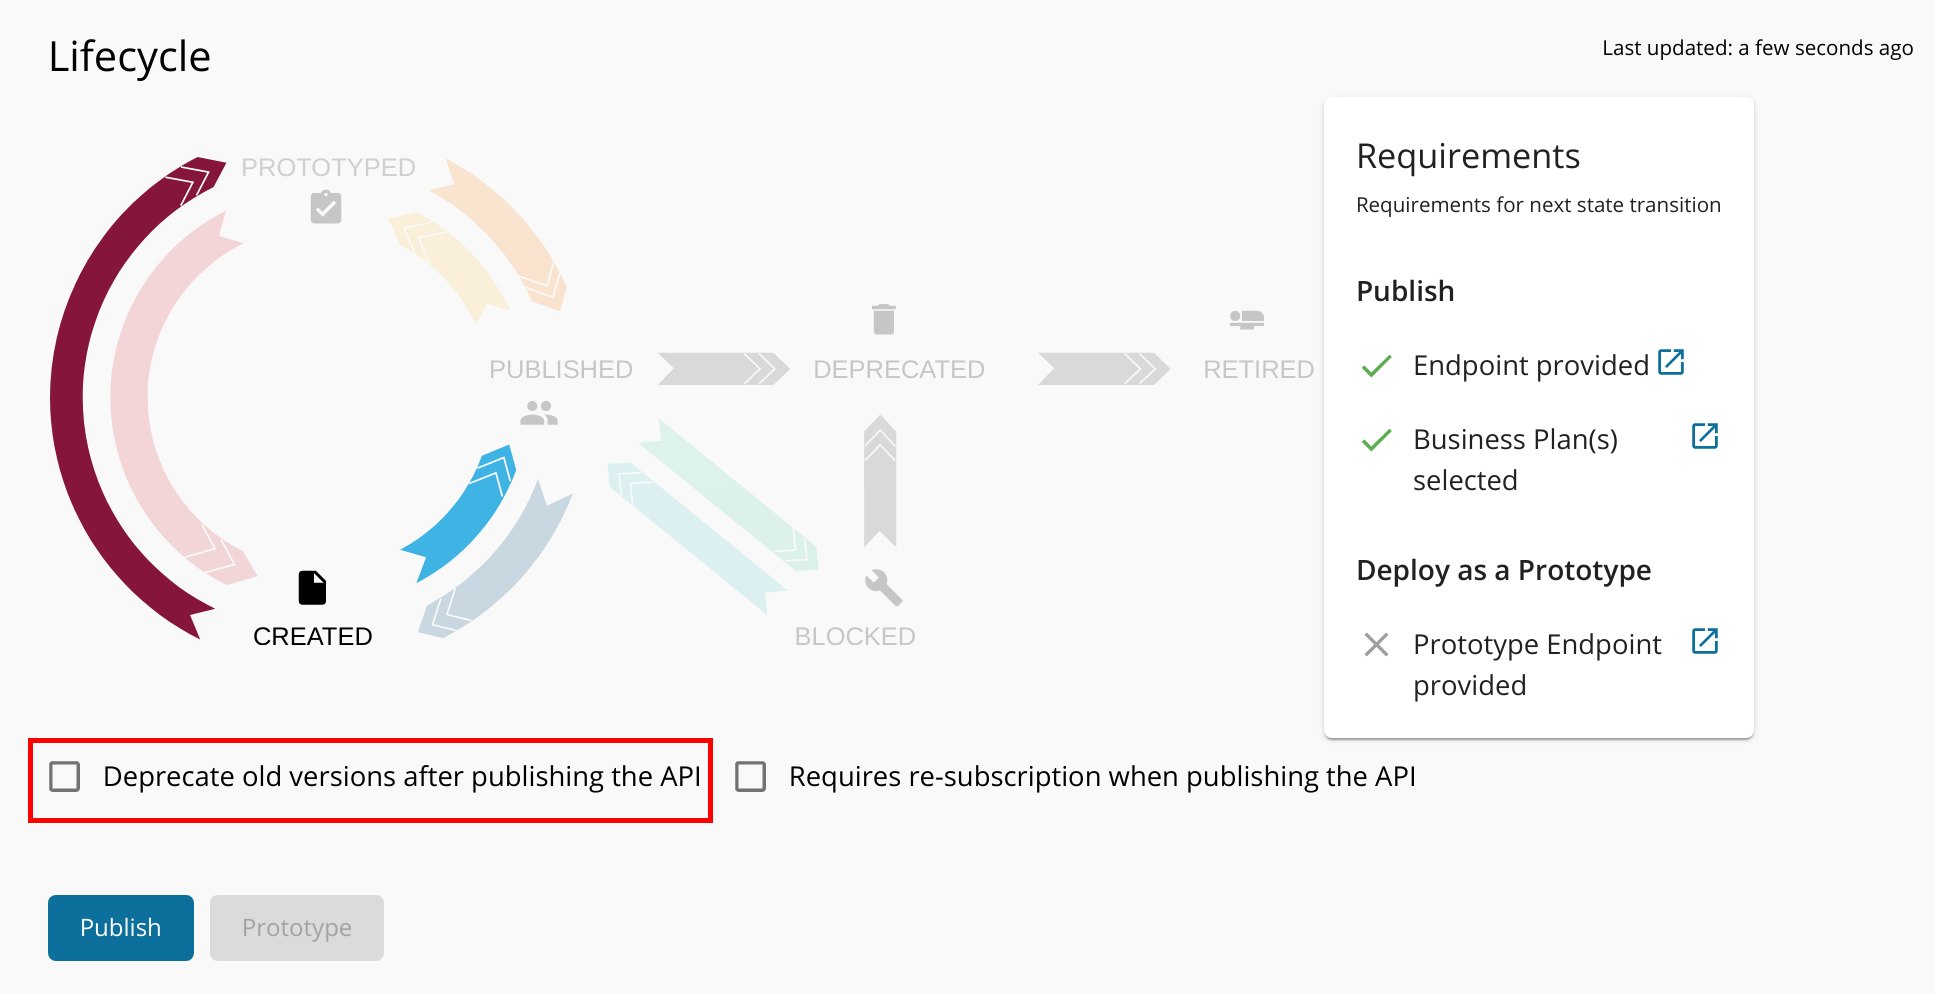 Lifecycle
Last updated: a few seconds ago
PROTOTYPED
PUBLISHED
DEPRECATED
RETIRED
CREATED
BLOCKED
Requirements
Requirements for next state transition
Publish
Endpoint provided
Business Plan(s)
selected
Deploy as a Prototype
Prototype Endpoint
provided
Deprecate old versions after publishing the API
Requires re-subscription when publishing the API
Publish
Prototype